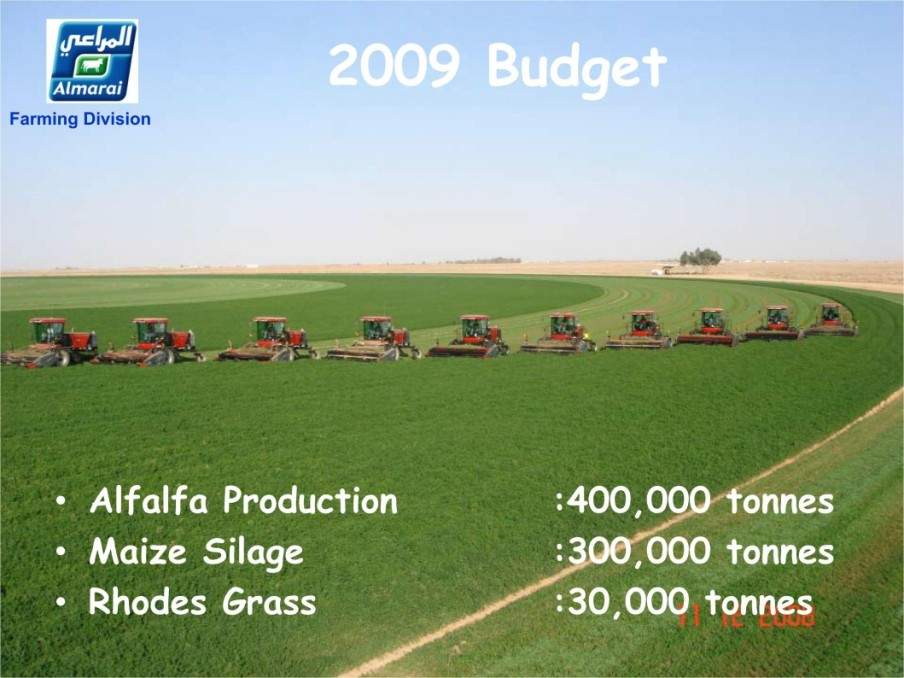 المراعي
Almarai
Farming Division
2009 Budget
• Alfalfa Production :400,000 tonnes
• Maize Silage :300,000 tonnes
• Rhodes Grass :30,000 tonnes